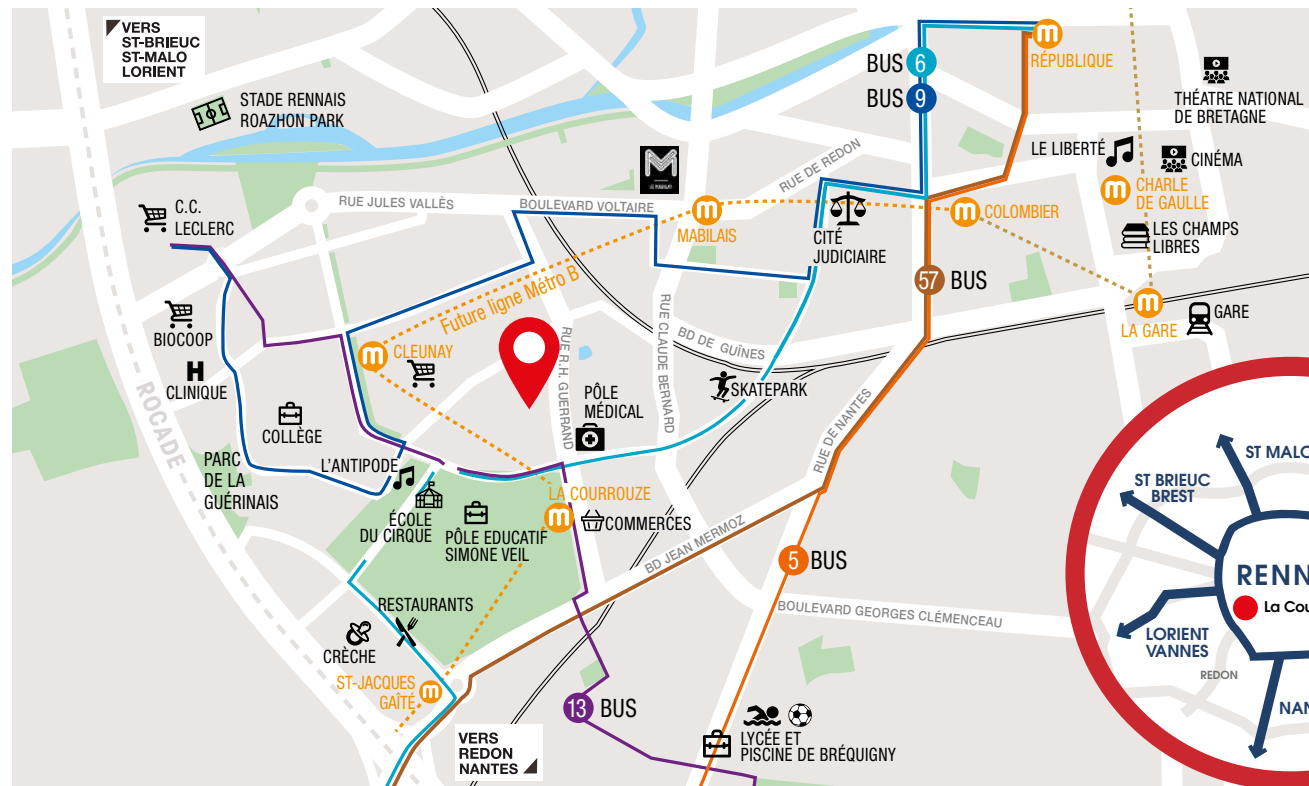 VERS
ST-BRIEUC
ST-MALO
LORIENT
STADE RENNAIS
ROAZHON PARK
BUS 6
BUS 9
m
RÉPUBLIQUE
THÉATRE NATIONAL
DE BRETAGNE
LE LIBERTÉ
CINÉMA
m
CHARLE
DE GAULLE
LES CHAMPS
LIBRES
RUE DE REDON
M
C.C.
LECLERC
RUE JULES VALLÈS
BOULEVARD VOLTAIRE
m
MABILAIS
CITÉ
JUDICIAIRE
m
COLOMBIER
57 BUS
Future ligne Métro B
m
LA GARE
GARE
BIOCOOP
H
CLINIQUE
m
CLEUNAY
RUE R.H. GUERRAND
RUE CLAUDE BERNARD
BD DE GUÎNES
SKATEPARK
PÔLE
MÉDICAL
ROCADE
COLLÈGE
PARC
DE LA
GUÉRINAIS
L'ANTIPODE
ÉCOLE
DU CIRQUE
PÔLE EDUCATIF
SIMONE VEIL
LA COURROUZE
m
COMMERCES
RUE DE NANTES
BD JEAN MERMOZ
5 BUS
BOULEVARD GEORGES CLÉMENCEAU
RESTAURANTS
CRÈCHE
ST-JACQUES
GAÎTÉ
m
13 BUS
VERS
REDON
NANTES
LYCÉE ET
PISCINE DE BRÉQUIGNY
ST MALO
ST BRIEUC
BREST
RENN
La Cou
LORIENT
VANNES
REDON
NAN